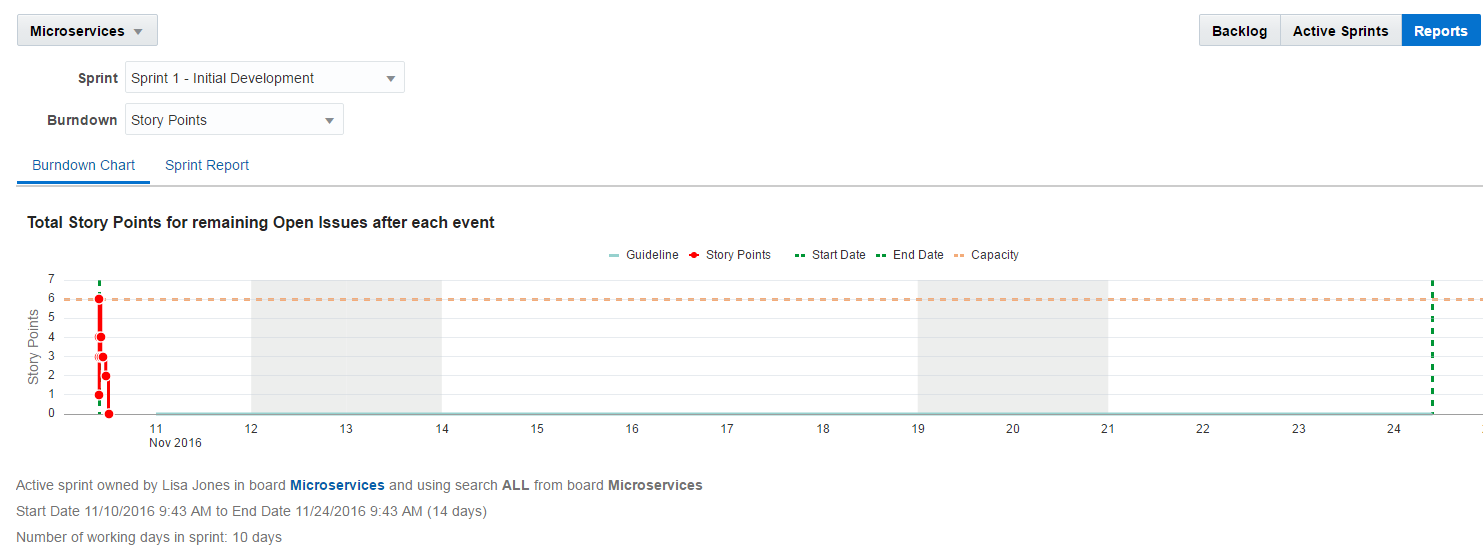 Microservices
Backlog Active Sprints Reports
Sprint Sprint 1 - Initial Development
Burndown Story Points
Burndown Chart Sprint Report
Total Story Points for remaining Open Issues after each event
Guideline Story Points Start Date End Date Capacity
Story Points
7
6
5
4
3
2
1
0
11 12 13 14 15 16 17 18 19 20 21 22 23 24
Nov 2016
Active sprint owned by Lisa Jones in board Microservices and using search ALL from board Microservices
Start Date 11/10/2016 9:43 AM to End Date 11/24/2016 9:43 AM (14 days)
Number of working days in sprint: 10 days